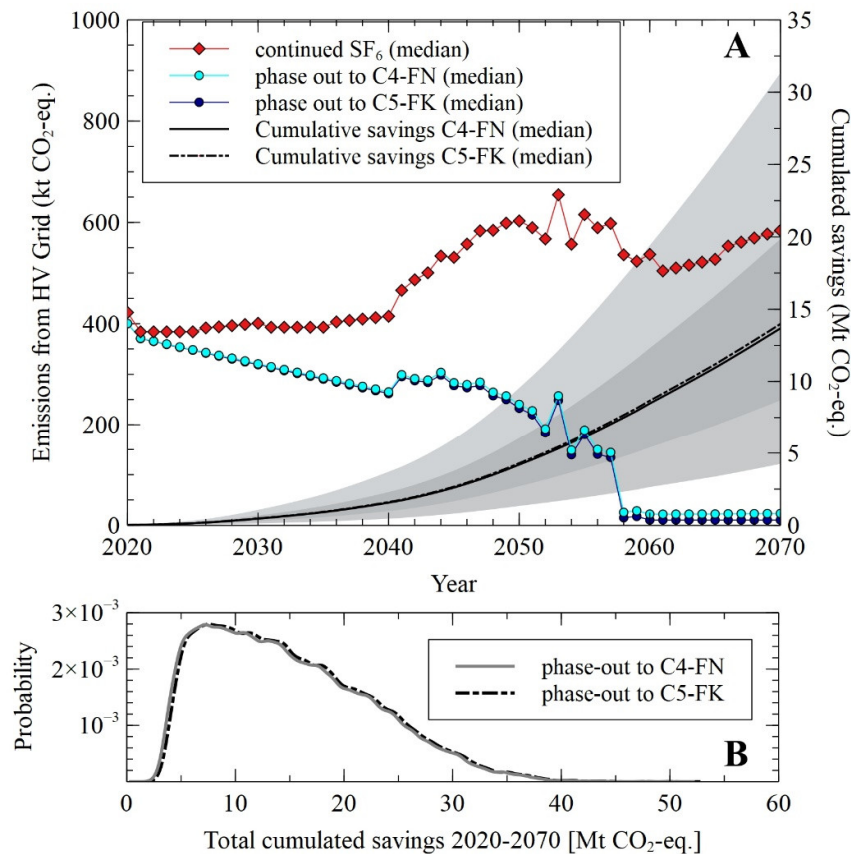 A
continued SF₆ (median)
phase out to C4-FN (median)
phase out to C5-FK (median)
Cumulative savings C4-FN (median)
Cumulative savings C5-FK (median)
Emissions from HV Grid (kt CO₂-eq.)
1000
800
600
400
200
0
Cumulated savings (Mt CO₂-eq.)
35
30
25
20
15
10
5
0
2020 2030 2040 2050 2060 2070
Year
Probability
3×10⁻³
2×10⁻³
10⁻³
phase-out to C4-FN
phase-out to C5-FK
B
0 10 20 30 40 50 60
Total cumulated savings 2020-2070 [Mt CO₂-eq.]